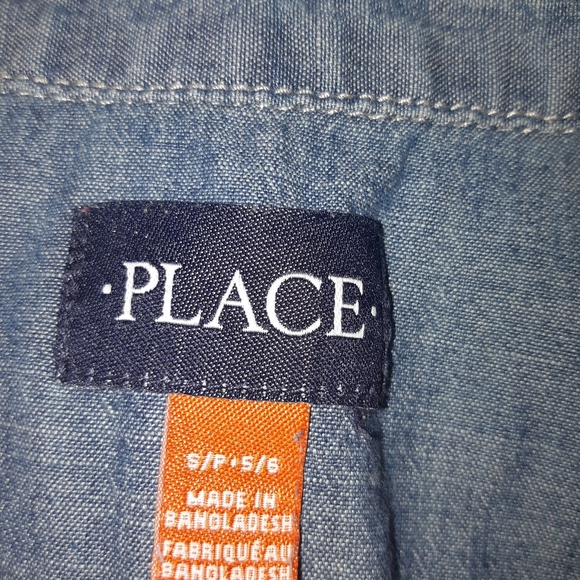 ·PLACE·
S/P·5/6
MADE IN
BANGLADESH
FABRIQUÉ AU
BANGLADESH